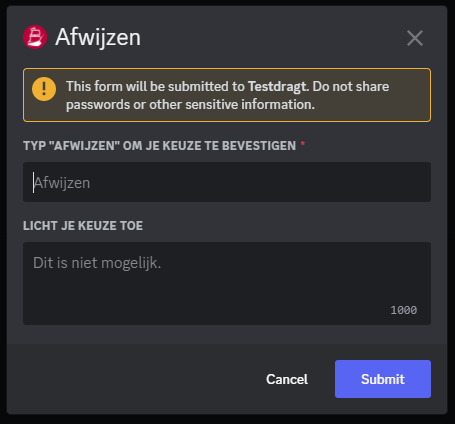 Afwijzen
This form will be submitted to Testdragt. Do not share
passwords or other sensitive information.
TYP "AFWIJZEN" OM JE KEUZE TE BEVESTIGEN *
Afwijzen
LICHT JE KEUZE TOE
Dit is niet mogelijk.
1000
Cancel
Submit